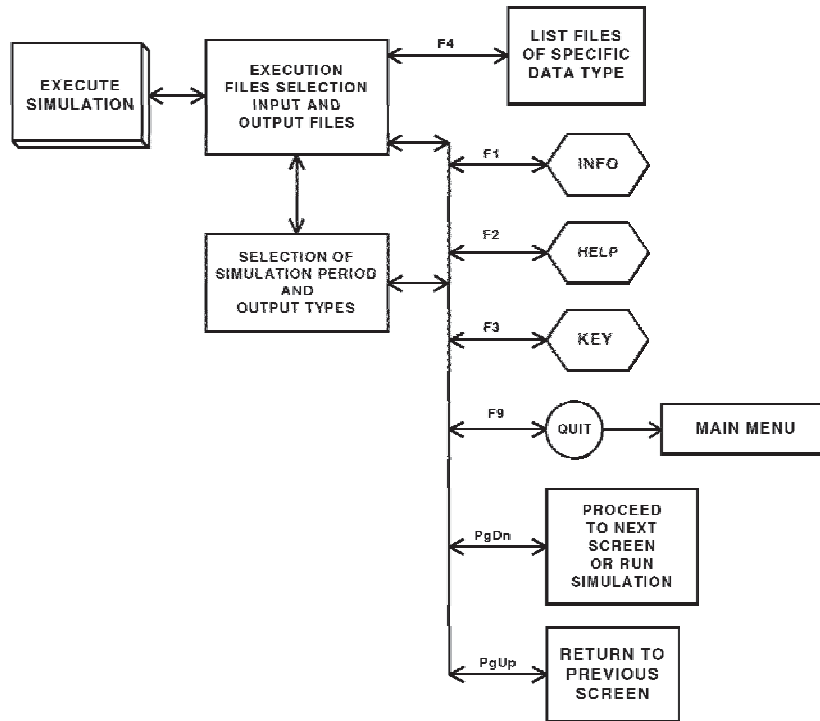 EXECUTE
SIMULATION
EXECUTION
FILES SELECTION
INPUT AND
OUTPUT FILES
F4
LIST FILES
OF SPECIFIC
DATA TYPE
F1
INFO
SELECTION OF
SIMULATION PERIOD
AND
OUTPUT TYPES
F2
HELP
F3
KEY
F9
QUIT
MAIN MENU
PgDn
PROCEED
TO NEXT
SCREEN
OR RUN
SIMULATION
PgUp
RETURN TO
PREVIOUS
SCREEN